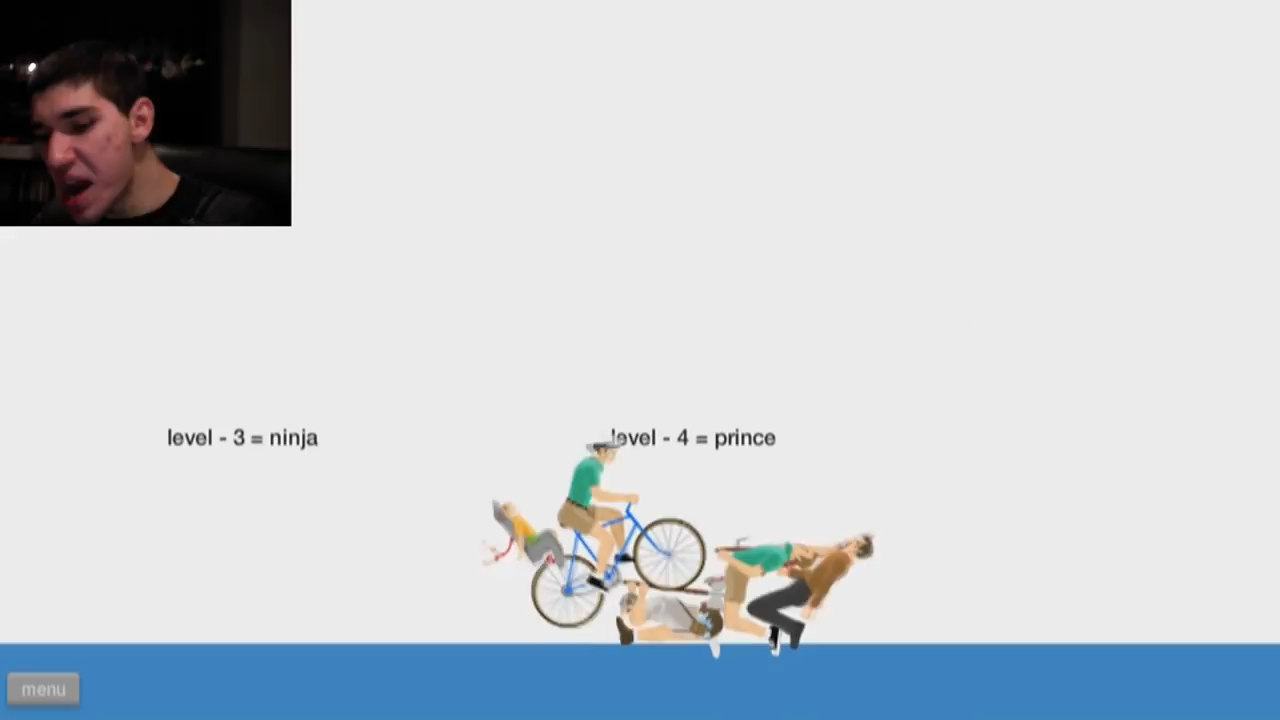 level - 3 = ninja
level - 4 = prince
menu